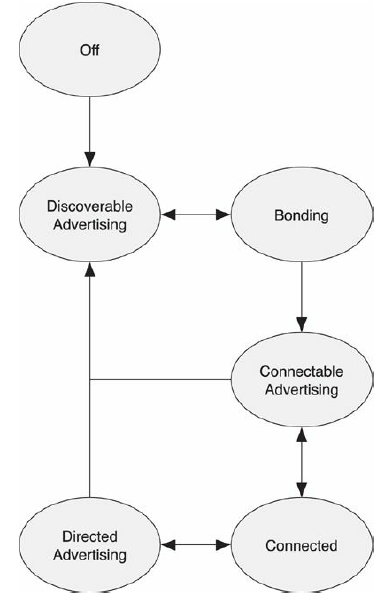 Off
Discoverable
Advertising
Bonding
Connectable
Advertising
Directed
Advertising
Connected